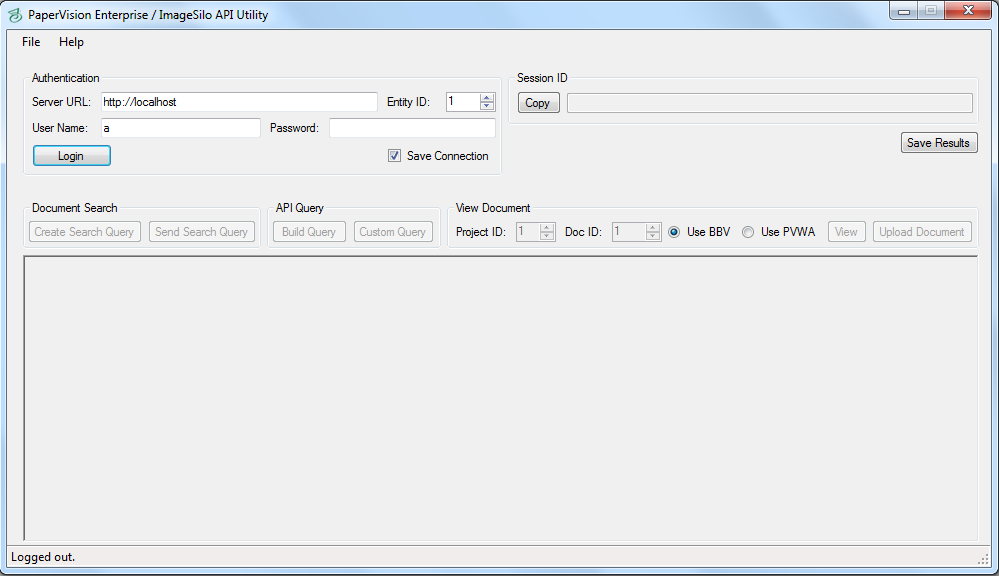 PaperVision Enterprise / ImageSilo API Utility
File Help
Authentication
Server URL: http://localhost Entity ID: 1
User Name: a Password:
Login Save Connection
Session ID
Copy
Save Results
Document Search
Create Search Query Send Search Query
API Query
Build Query Custom Query
View Document
Project ID: 1 Doc ID: 1 Use BBV Use PVWA View Upload Document
Logged out.